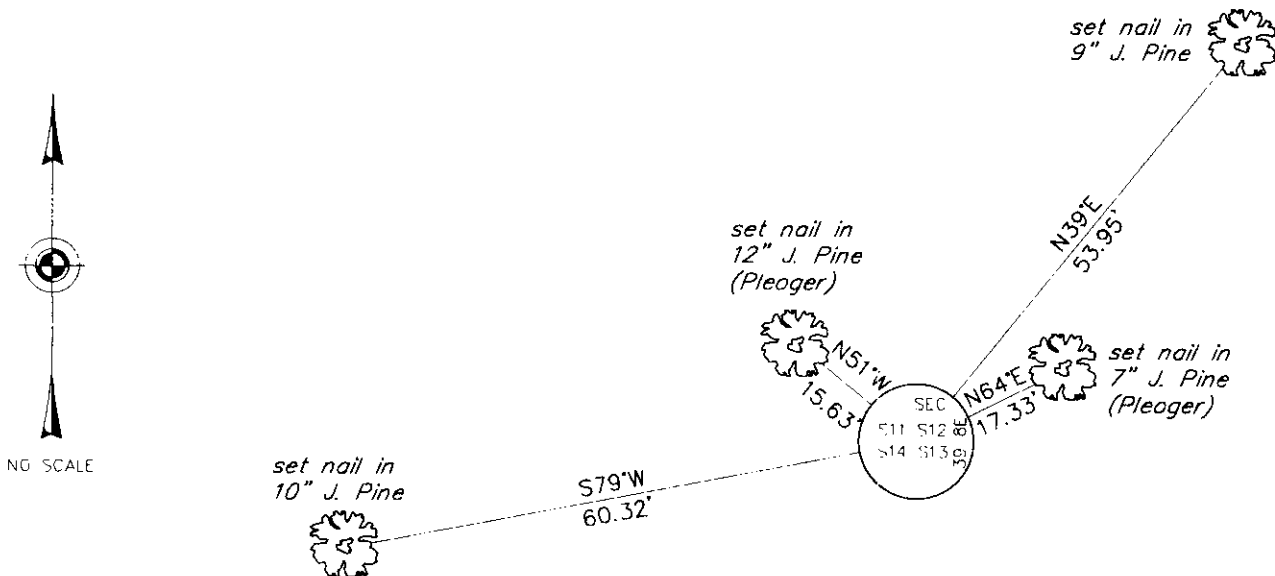 set nail in
9" J. Pine
N39°E
53.95'
set nail in
12" J. Pine
(Pleoger)
N51°W
15.63'
set nail in
7" J. Pine
(Pleoger)
N64°E
17.33'
SEC
S11 S12
S14 S13
39 8E
NO SCALE
set nail in
10" J. Pine
S79°W
60.32'